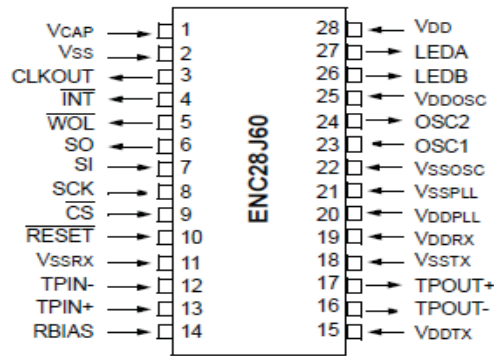 VCAP 1 28 VDD
VSS 2 27 LEDA
CLKOUT 3 26 LEDB
INT 4 25 VDDOSC
WOL 5 24 OSC2
SO 6 23 OSC1
SI 7 22 VSSOSC
SCK 8 21 VSSPLL
CS 9 20 VDDPLL
RESET 10 19 VDDRX
VSSRX 11 18 VSSTX
TPIN- 12 17 TPOUT+
TPIN+ 13 16 TPOUT-
RBIAS 14 15 VDDTX
ENC28J60